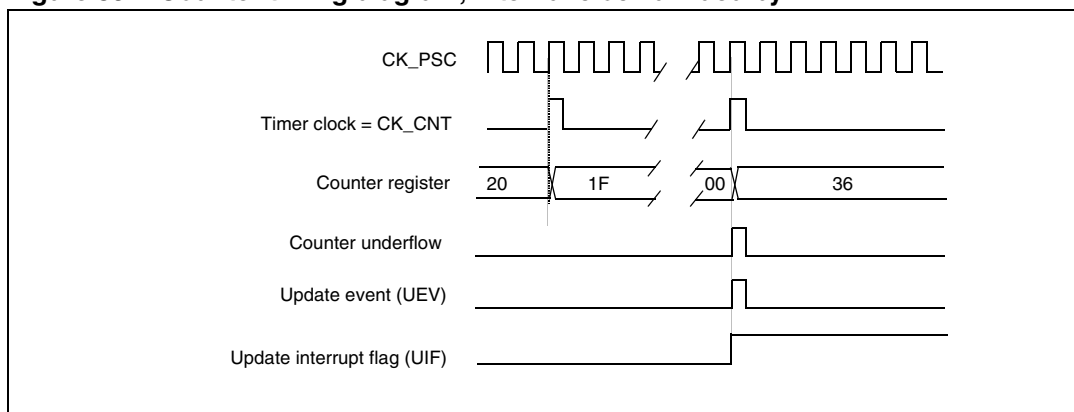 CK_PSC
Timer clock = CK_CNT
Counter register 20 1F 00 36
Counter underflow
Update event (UEV)
Update interrupt flag (UIF)